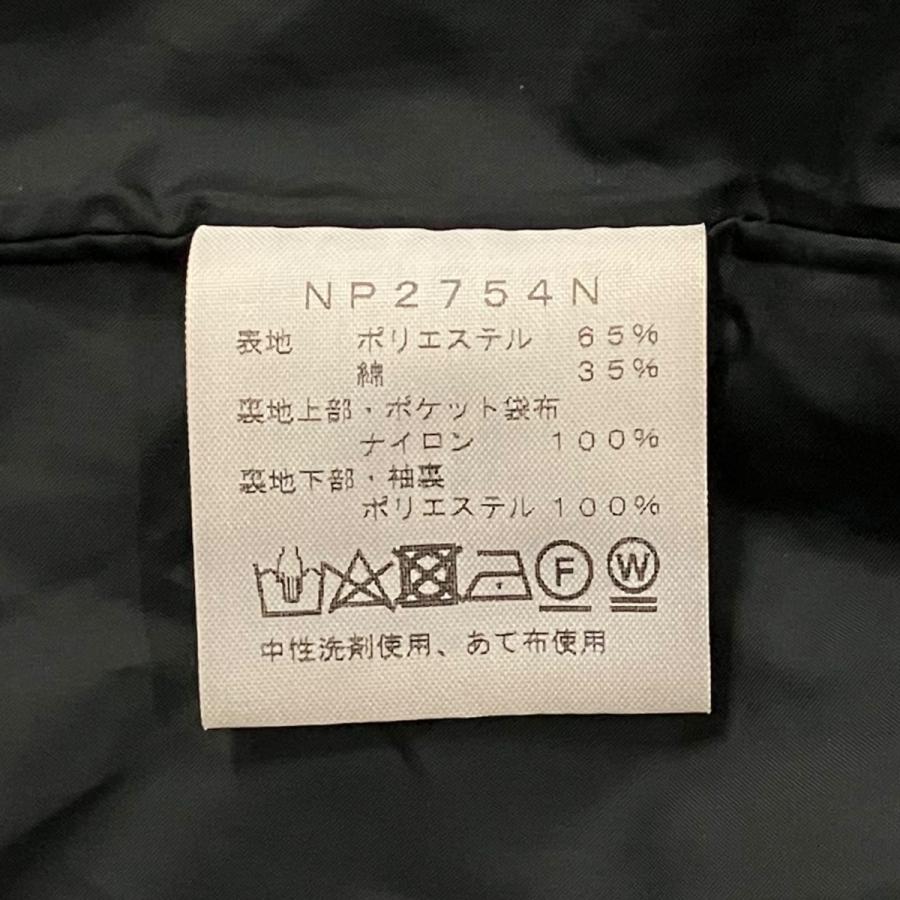 NP2754N
表地 ポリエステル 65%
綿 35%
裏地上部・ポケット袋布
ナイロン 100%
裏地下部・袖裏
ポリエステル 100%
F W
中性洗剤使用、あて布使用